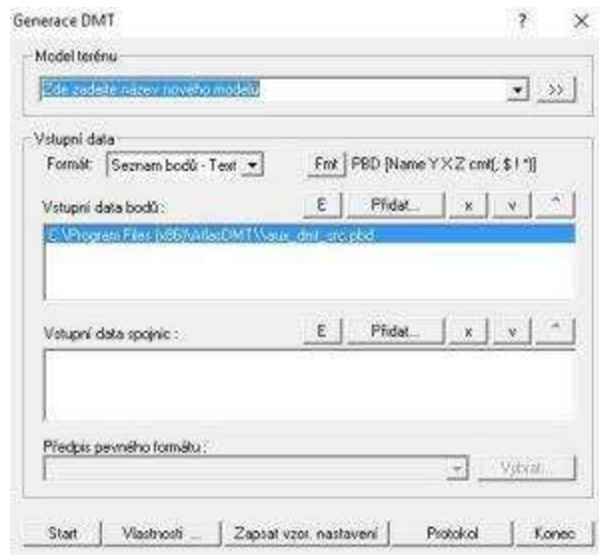 Generace DMT ? ×
Model terénu
Zde zadejte název nového modelu >>
Vstupní data
Formát: Seznam bodů - Text Fmt PBD [Name Y X Z cmt(; $ ! *)]
Vstupní data bodů : E Přidat... x v ^
C:\Program Files (x86)\AtlasDMT\\aux_dmt_src.pbd
Vstupní data spojnic : E Přidat... x v ^
Předpis pevného formátu :
Vybrat...
Start Vlastnosti ... Zapsat vzor. nastavení Protokol Konec